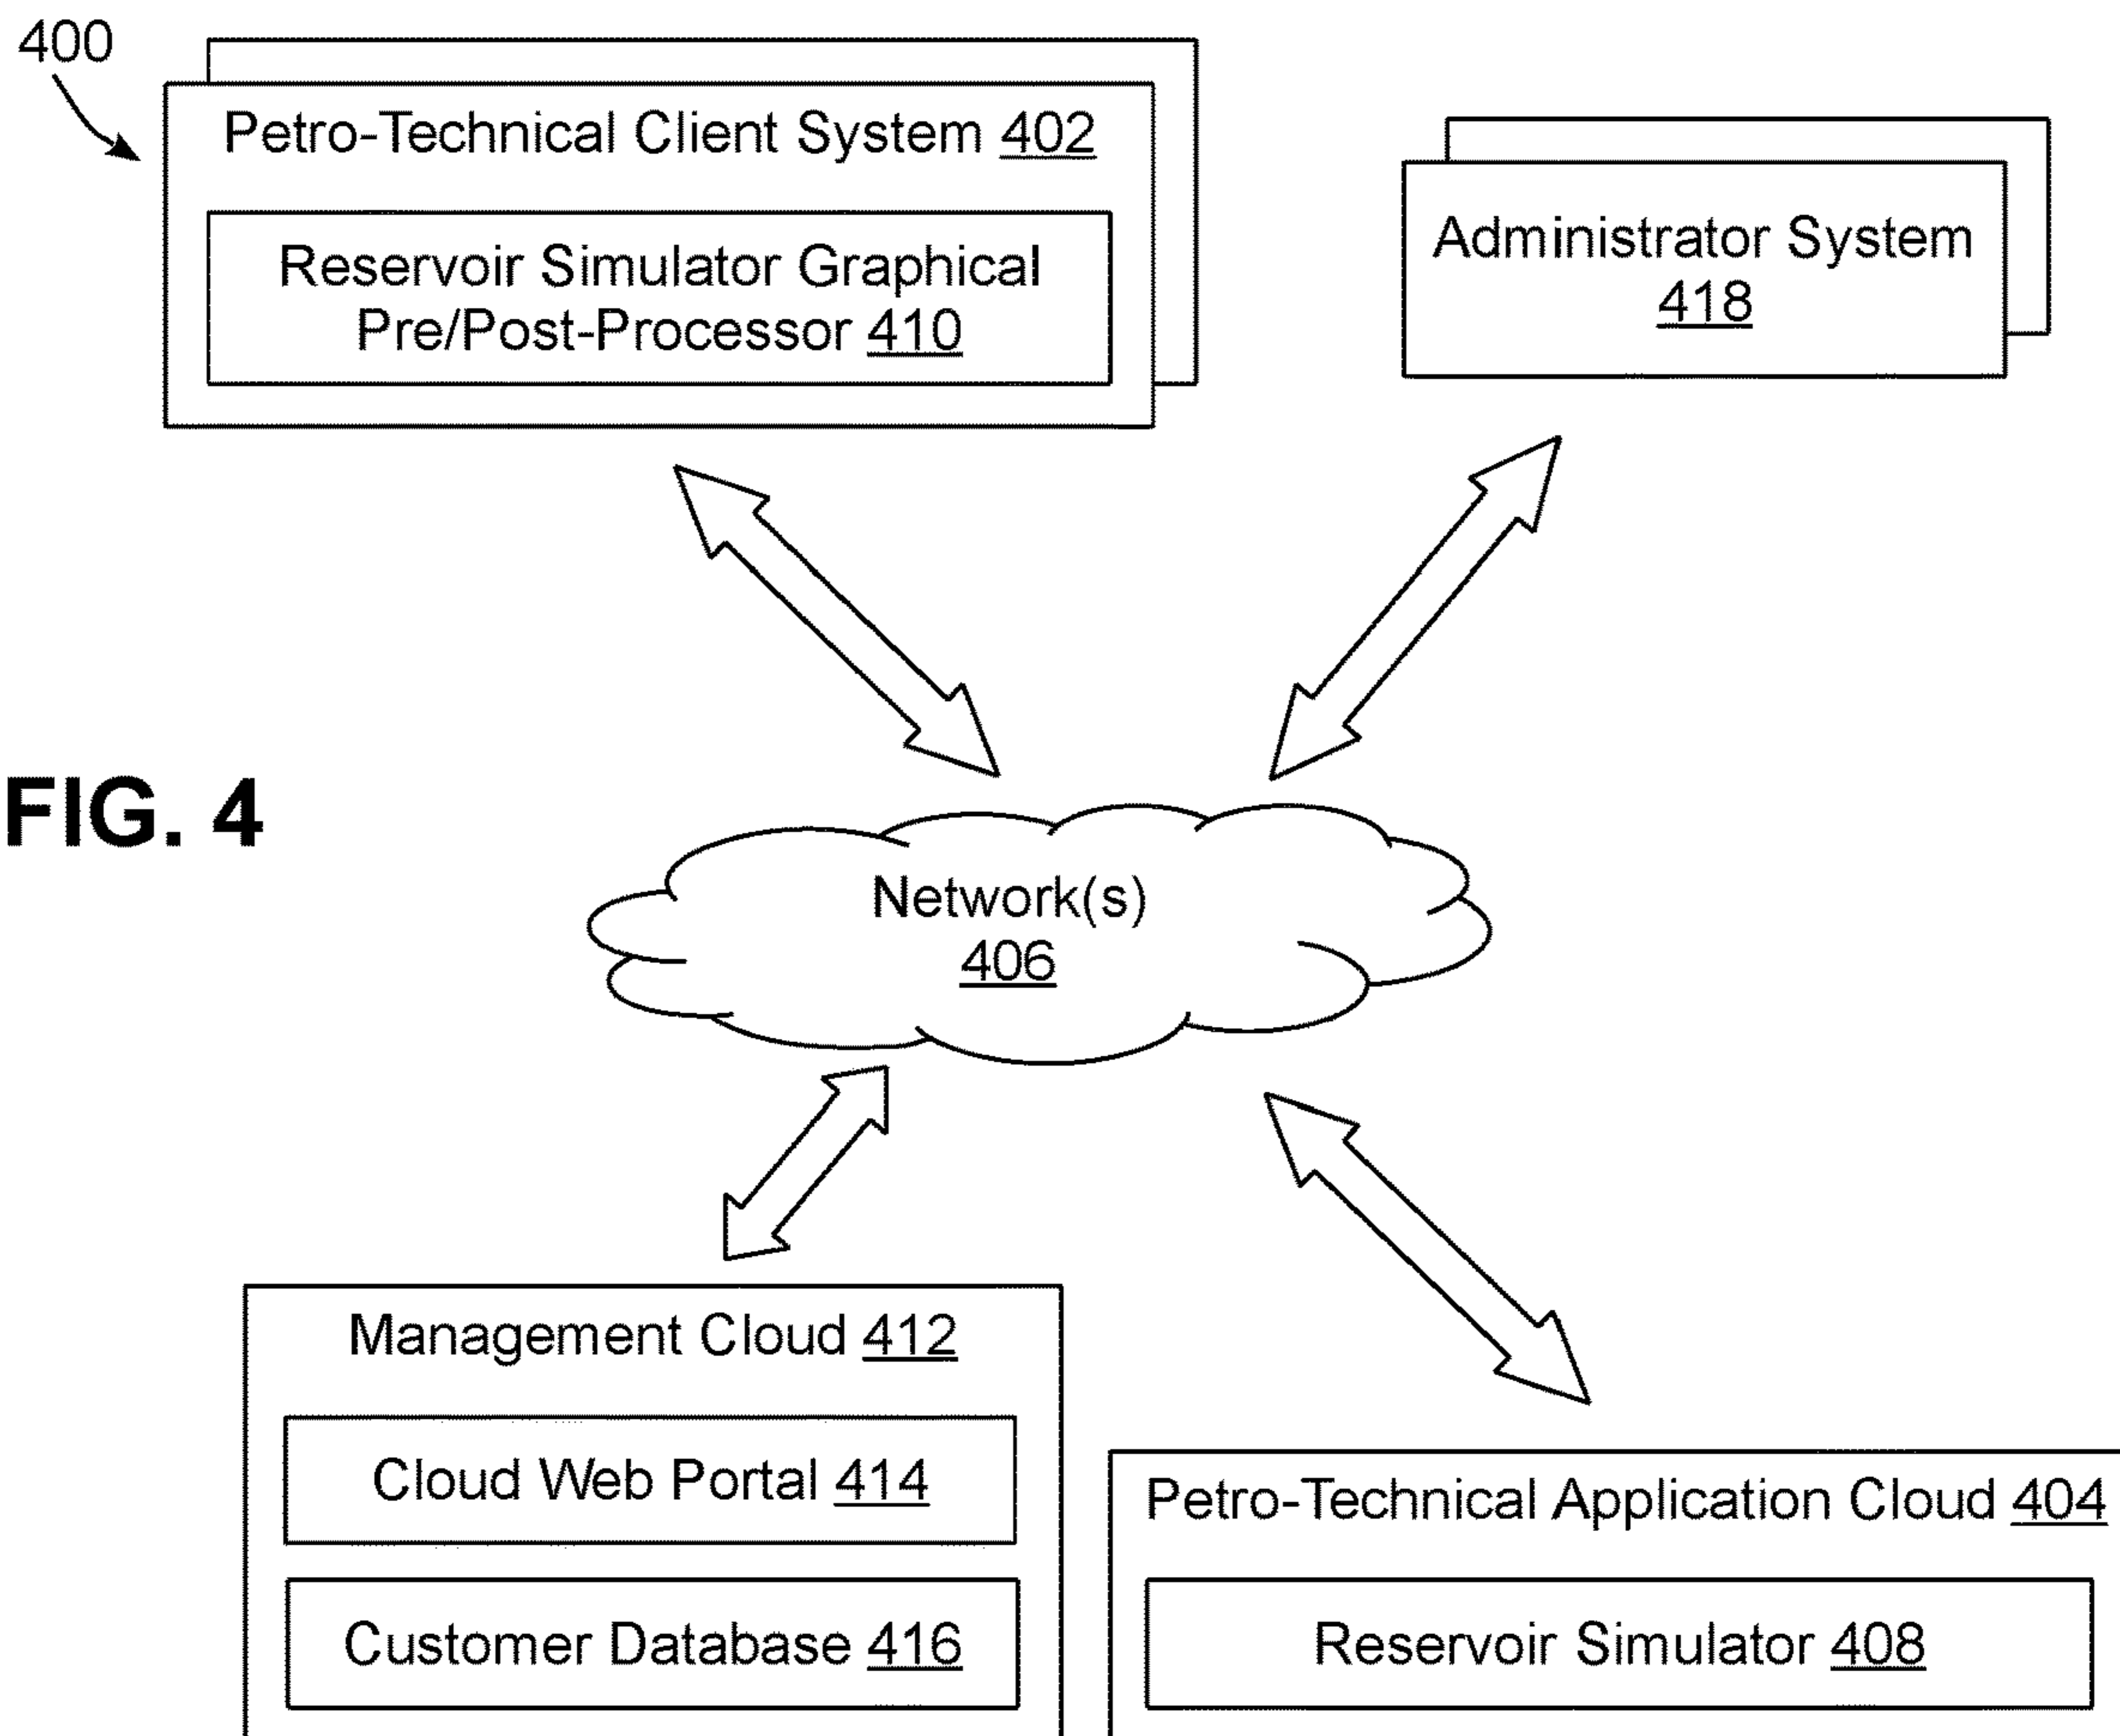 400
Petro-Technical Client System 402
Reservoir Simulator Graphical
Pre/Post-Processor 410
Administrator System
418
FIG. 4
Network(s)
406
Management Cloud 412
Cloud Web Portal 414
Customer Database 416
Petro-Technical Application Cloud 404
Reservoir Simulator 408